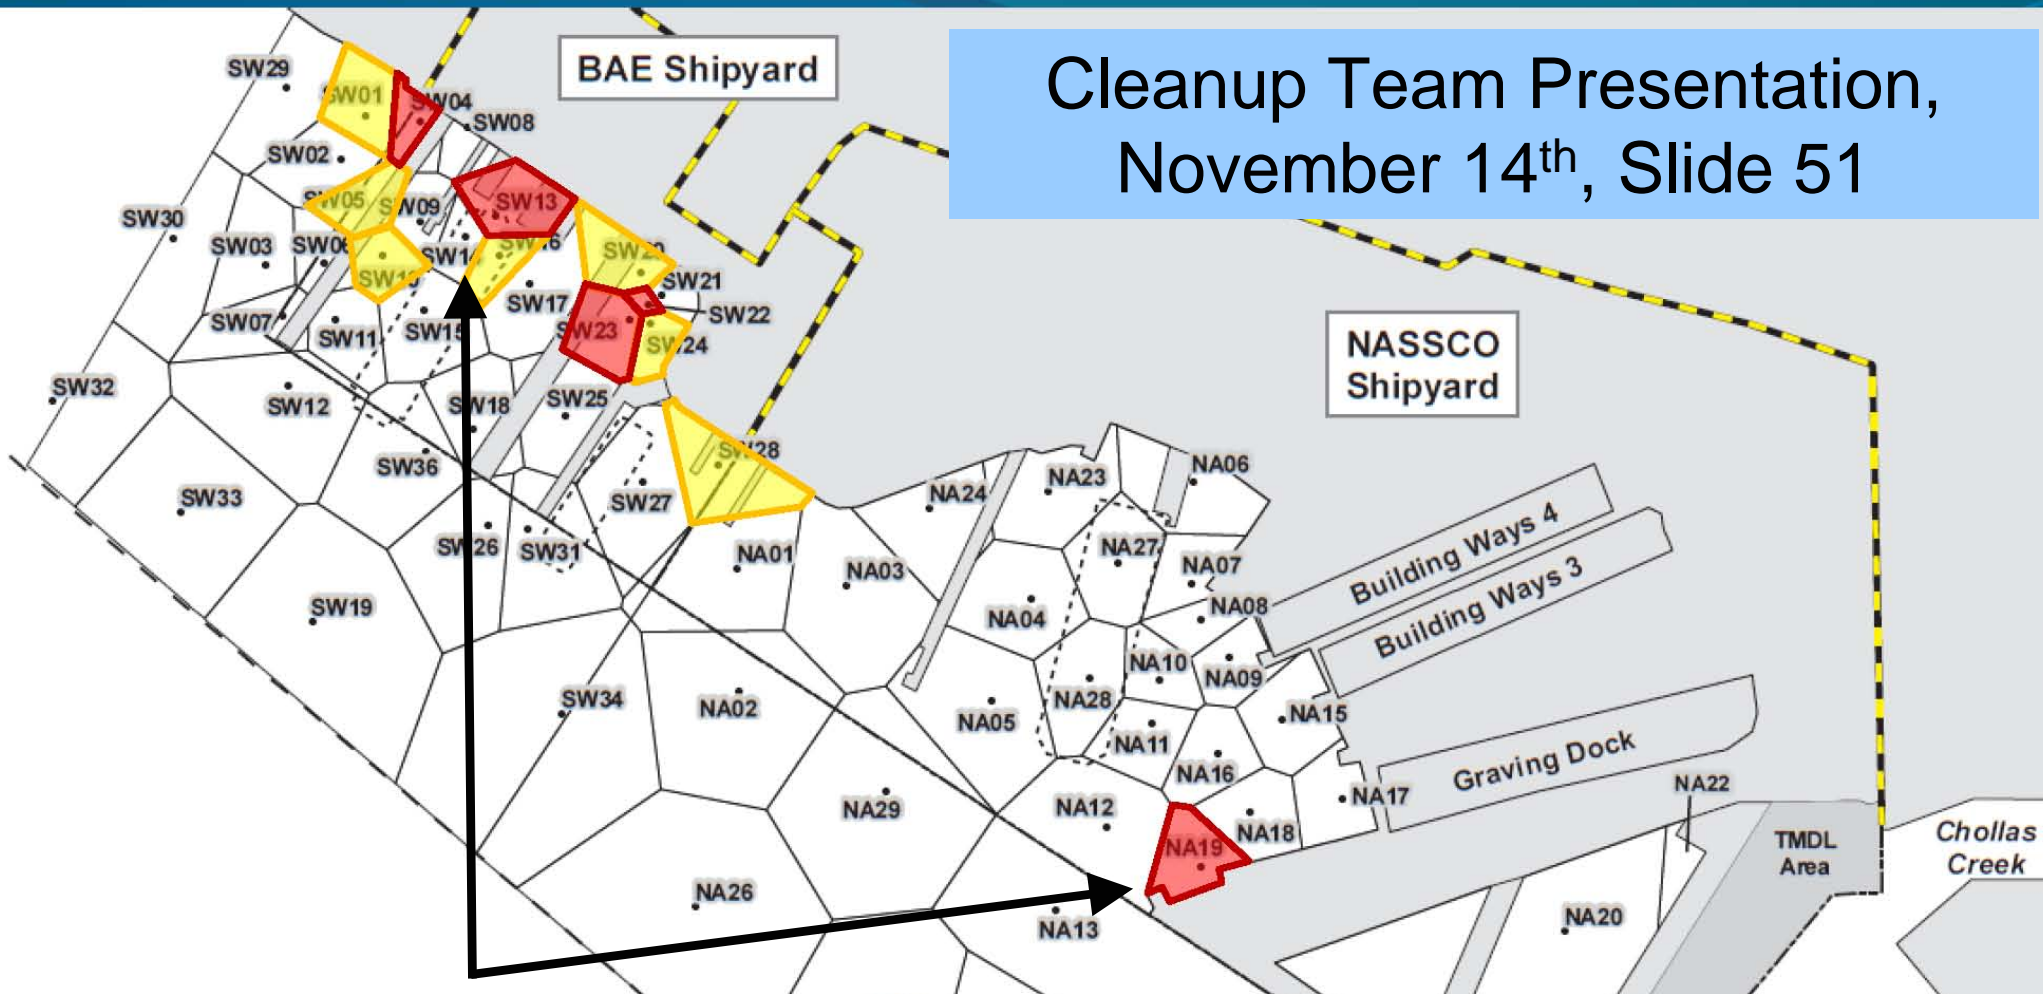 Cleanup Team Presentation,
November 14th, Slide 51
BAE Shipyard
NASSCO
Shipyard
SW29
SW01
SW04
SW08
SW02
SW05
SW09
SW13
SW30
SW03
SW06
SW14
SW16
SW20
SW10
SW21
SW17
SW22
SW07
SW11
SW15
SW23
SW24
SW32
SW12
SW18
SW25
SW36
SW28
SW33
SW27
NA24
NA23
NA06
SW26
SW31
NA01
NA03
NA27
NA07
Building Ways 4
Building Ways 3
SW19
NA04
NA08
NA10
NA09
SW34
NA02
NA05
NA28
NA15
NA11
Graving Dock
NA16
NA22
NA29
NA12
NA17
NA18
NA19
TMDL
Area
Chollas
Creek
NA26
NA13
NA20